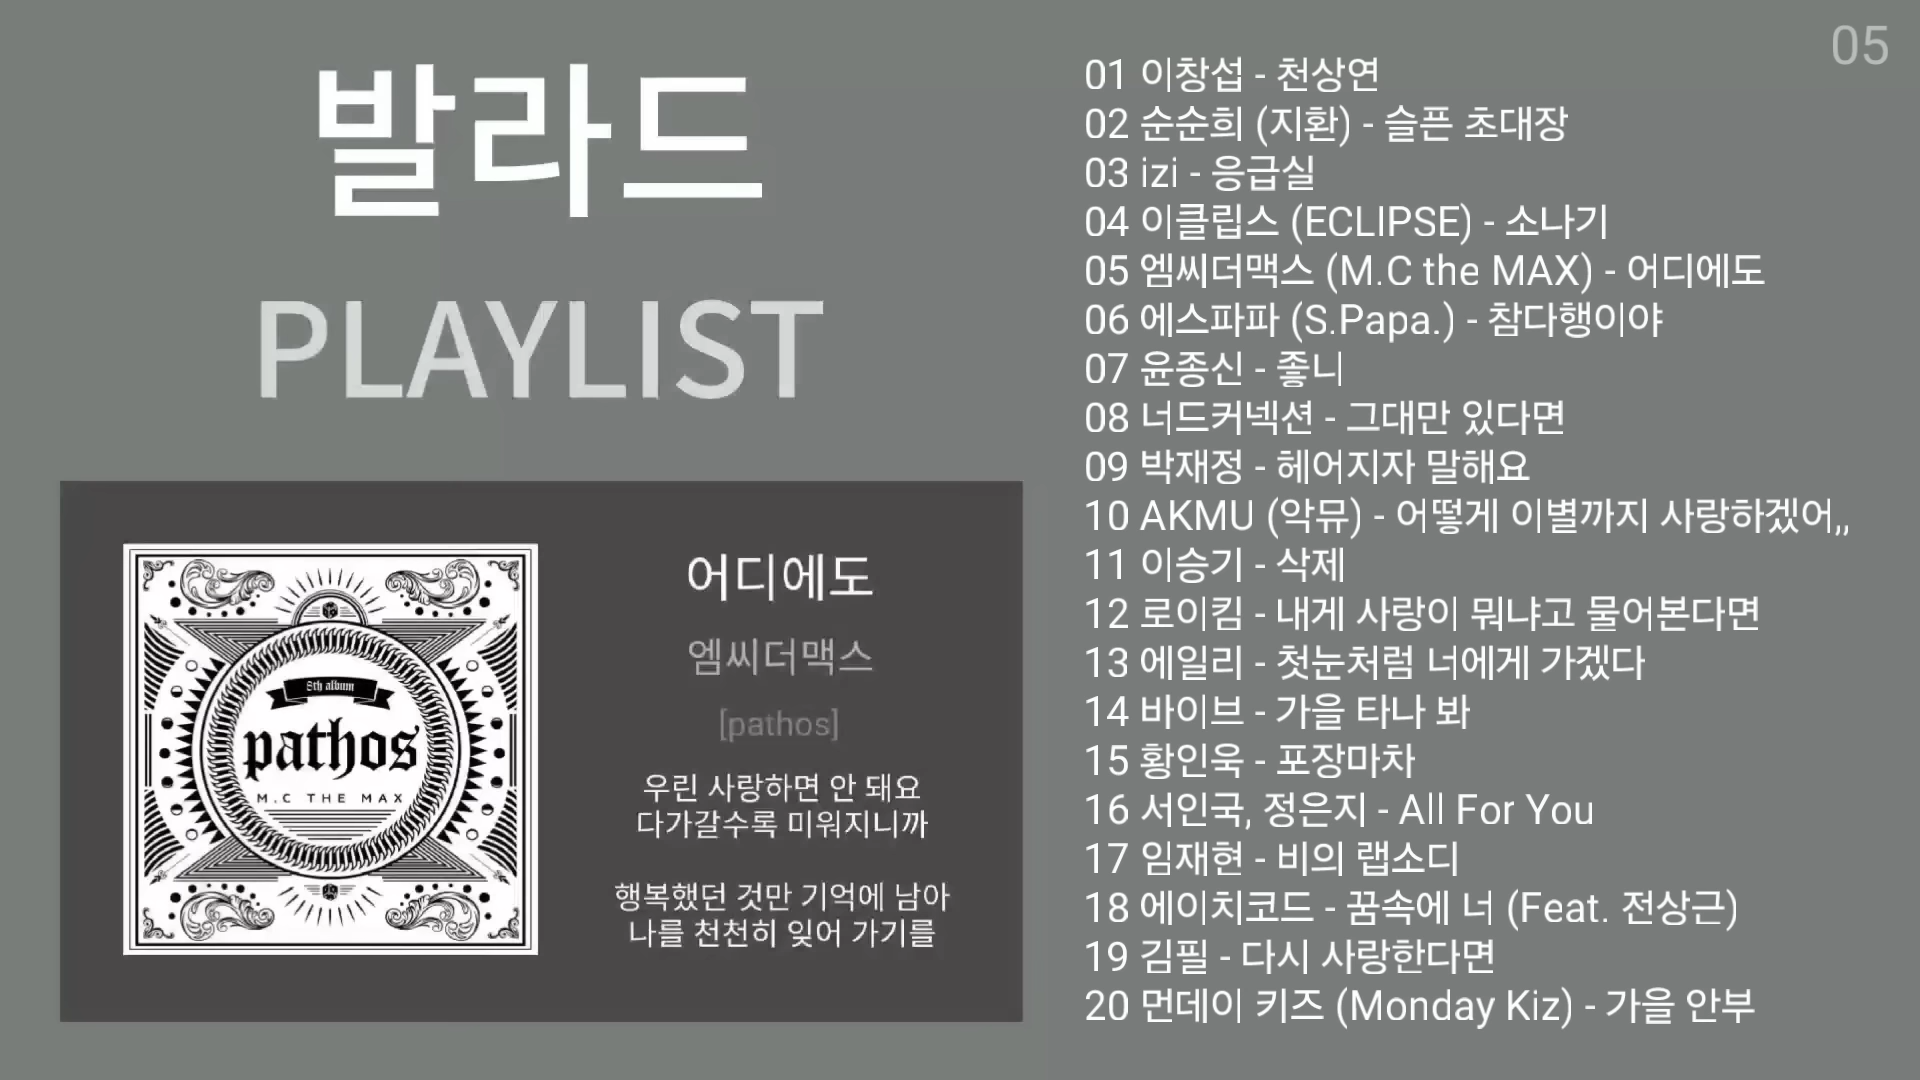 발라드
PLAYLIST
05
01 이창섭 - 천상연
02 순순희 (지환) - 슬픈 초대장
03 izi - 응급실
04 이클립스 (ECLIPSE) - 소나기
05 엠씨더맥스 (M.C the MAX) - 어디에도
06 에스파파 (S.Papa.) - 참다행이야
07 윤종신 - 좋니
08 너드커넥션 - 그대만 있다면
09 박재정 - 헤어지자 말해요
10 AKMU (악뮤) - 어떻게 이별까지 사랑하겠어,,
11 이승기 - 삭제
12 로이킴 - 내게 사랑이 뭐냐고 물어본다면
13 에일리 - 첫눈처럼 너에게 가겠다
14 바이브 - 가을 타나 봐
15 황인욱 - 포장마차
16 서인국, 정은지 - All For You
17 임재현 - 비의 랩소디
18 에이치코드 - 꿈속에 너 (Feat. 전상근)
19 김필 - 다시 사랑한다면
20 먼데이 키즈 (Monday Kiz) - 가을 안부
8th album
pathos
M.C THE MAX
어디에도
엠씨더맥스
[pathos]
우린 사랑하면 안 돼요
다가갈수록 미워지니까
행복했던 것만 기억에 남아
나를 천천히 잊어 가기를